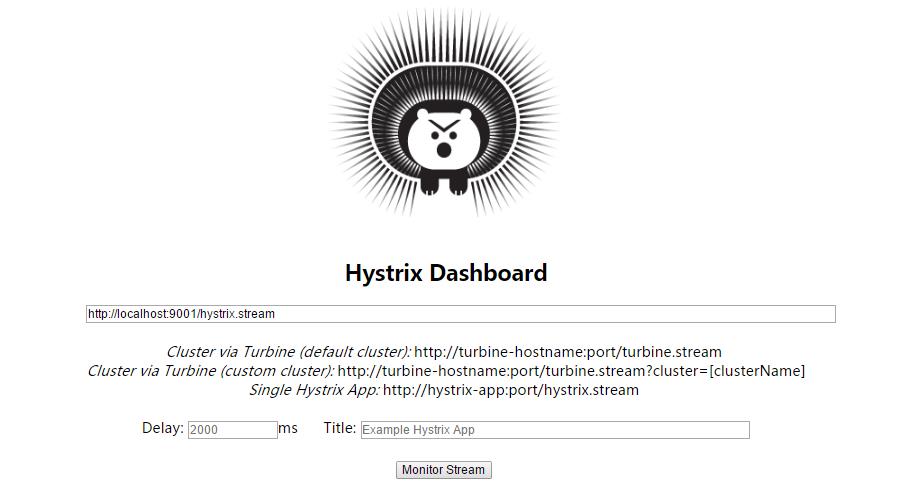 Hystrix Dashboard
http://localhost:9001/hystrix.stream
Cluster via Turbine (default cluster): http://turbine-hostname:port/turbine.stream
Cluster via Turbine (custom cluster): http://turbine-hostname:port/turbine.stream?cluster=[clusterName]
Single Hystrix App: http://hystrix-app:port/hystrix.stream
Delay: 2000 ms Title: Example Hystrix App
Monitor Stream